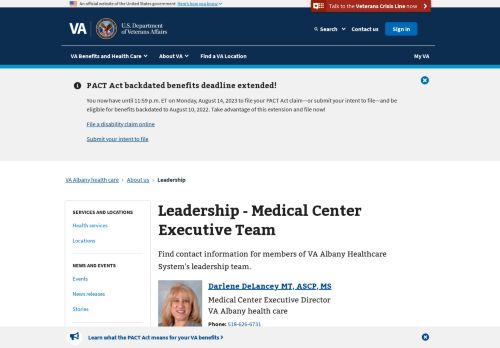 An official website of the United States government Here's how you know
Talk to the Veterans Crisis Line now
VA
U.S. Department
of Veterans Affairs
Search
Contact us
Sign in
VA Benefits and Health Care
About VA
Find a VA Location
My VA
PACT Act backdated benefits deadline extended!
You now have until 11:59 p.m. ET on Monday, August 14, 2023 to file your PACT Act claim—or submit your intent to file—and be
eligible for benefits backdated to August 10, 2022. Take advantage of this extension and file now!
File a disability claim online
Submit your intent to file
VA Albany health care › About us › Leadership
SERVICES AND LOCATIONS
Health services
Locations
NEWS AND EVENTS
Events
News releases
Stories
Leadership - Medical Center
Executive Team
Find contact information for members of VA Albany Healthcare
System's leadership team.
Darlene DeLancey MT, ASCP, MS
Medical Center Executive Director
VA Albany health care
Phone: 518-626-6731
Learn what the PACT Act means for your VA benefits